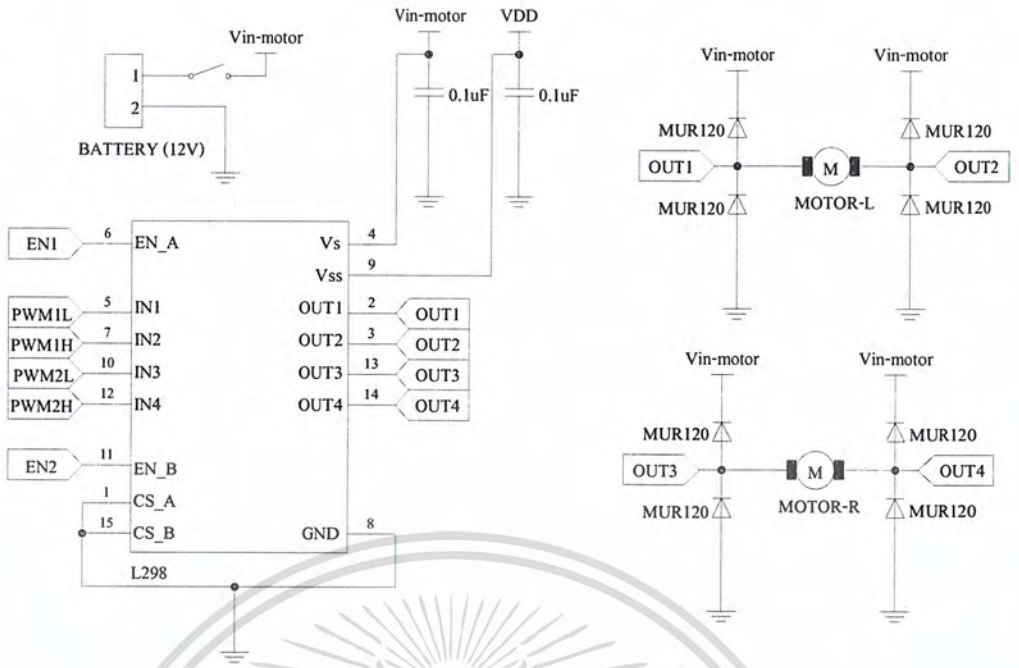 Vin-motor
1
2
BATTERY (12V)
Vin-motor
VDD
0.1uF
0.1uF
EN1
6
EN_A
PWM1L
5
IN1
PWM1H
7
IN2
PWM2L
10
IN3
PWM2H
12
IN4
EN2
11
EN_B
1
CS_A
15
CS_B
L298
Vs
4
Vss
9
OUT1
2
OUT1
OUT2
3
OUT2
OUT3
13
OUT3
OUT4
14
OUT4
GND
8
Vin-motor
Vin-motor
MUR120
MUR120
OUT1
M
OUT2
MUR120
MOTOR-L
MUR120
Vin-motor
Vin-motor
MUR120
MUR120
OUT3
M
OUT4
MUR120
MOTOR-R
MUR120